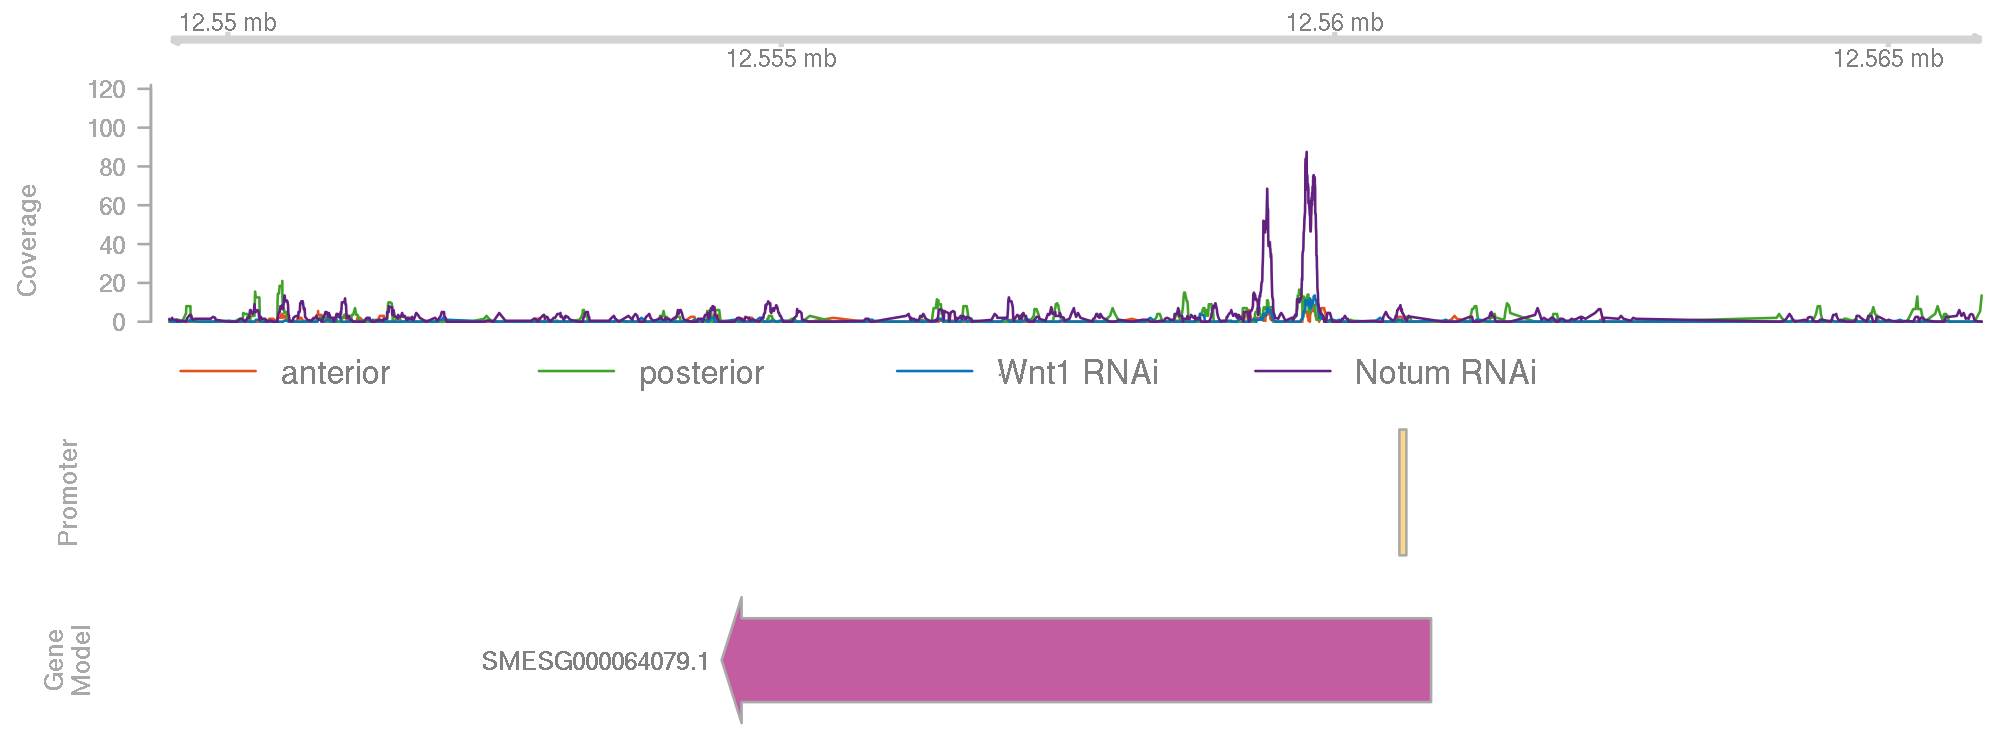 12.55 mb
12.56 mb
12.555 mb
12.565 mb
Coverage
120
100
80
60
40
20
0
anterior
posterior
Wnt1 RNAi
Notum RNAi
Promoter
Gene
Model
SMESG000064079.1